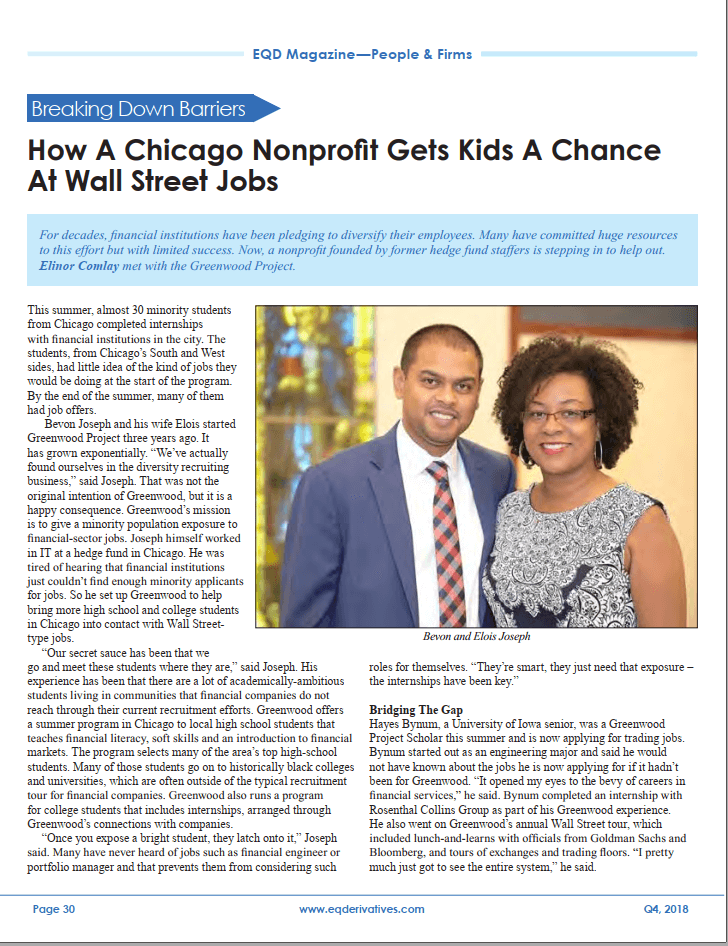 EQD Magazine—People & Firms
Breaking Down Barriers
How A Chicago Nonprofit Gets Kids A Chance
At Wall Street Jobs
For decades, financial institutions have been pledging to diversify their employees. Many have committed huge resources
to this effort but with limited success. Now, a nonprofit founded by former hedge fund staffers is stepping in to help out.
Elinor Comlay met with the Greenwood Project.
This summer, almost 30 minority students
from Chicago completed internships
with financial institutions in the city. The
students, from Chicago's South and West
sides, had little idea of the kind of jobs they
would be doing at the start of the program.
By the end of the summer, many of them
had job offers.
Bevon Joseph and his wife Elois started
Greenwood Project three years ago. It
has grown exponentially. “We've actually
found ourselves in the diversity recruiting
business,” said Joseph. That was not the
original intention of Greenwood, but it is a
happy consequence. Greenwood's mission
is to give a minority population exposure to
financial-sector jobs. Joseph himself worked
in IT at a hedge fund in Chicago. He was
tired of hearing that financial institutions
just couldn't find enough minority applicants
for jobs. So he set up Greenwood to help
bring more high school and college students
in Chicago into contact with Wall Street-
type jobs.
“Our secret sauce has been that we
go and meet these students where they are,” said Joseph. His
experience has been that there are a lot of academically-ambitious
students living in communities that financial companies do not
reach through their current recruitment efforts. Greenwood offers
a summer program in Chicago to local high school students that
teaches financial literacy, soft skills and an introduction to financial
markets. The program selects many of the area's top high-school
students. Many of those students go on to historically black colleges
and universities, which are often outside of the typical recruitment
tour for financial companies. Greenwood also runs a program
for college students that includes internships, arranged through
Greenwood's connections with companies.
“Once you expose a bright student, they latch onto it,” Joseph
said. Many have never heard of jobs such as financial engineer or
portfolio manager and that prevents them from considering such
Bevon and Elois Joseph
roles for themselves. “They're smart, they just need that exposure –
the internships have been key.”
Bridging The Gap
Hayes Bynum, a University of Iowa senior, was a Greenwood
Project Scholar this summer and is now applying for trading jobs.
Bynum started out as an engineering major and said he would
not have known about the jobs he is now applying for if it hadn't
been for Greenwood. “It opened my eyes to the bevy of careers in
financial services,” he said. Bynum completed an internship with
Rosenthal Collins Group as part of his Greenwood experience.
He also went on Greenwood's annual Wall Street tour, which
included lunch-and-learns with officials from Goldman Sachs and
Bloomberg, and tours of exchanges and trading floors. “I pretty
much just got to see the entire system,” he said.
Page 30
www.eqderivatives.com
Q4, 2018